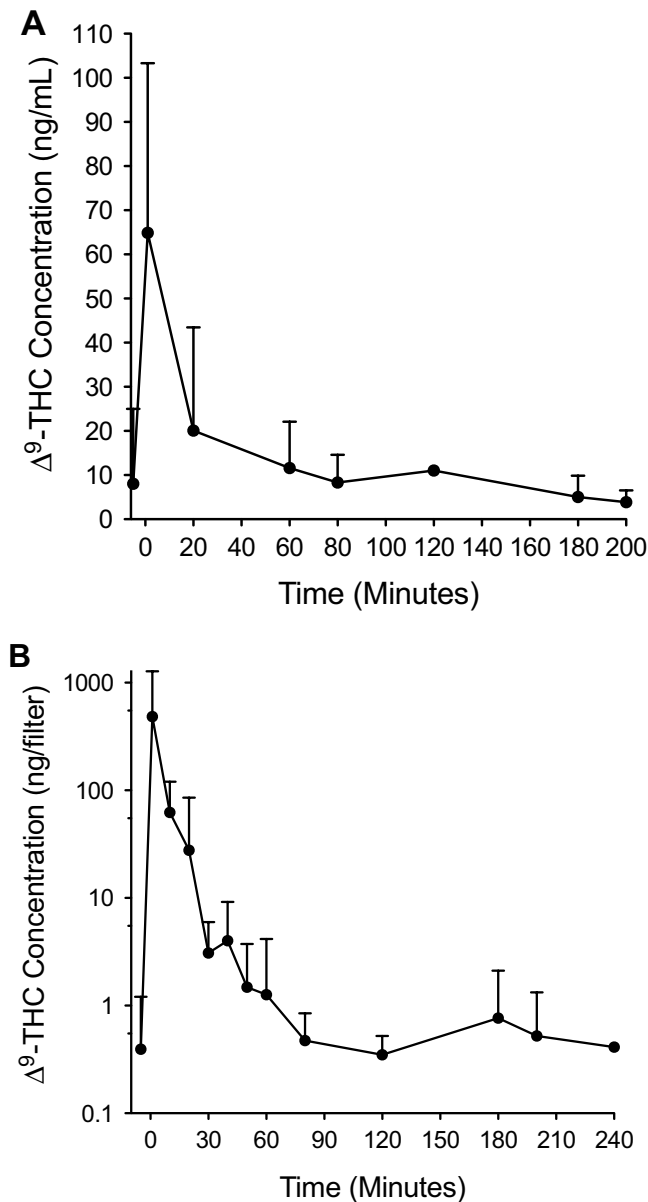 A
110
100
90
80
70
60
50
40
30
20
10
0
Δ⁹-THC Concentration (ng/mL)
0 20 40 60 80 100 120 140 160 180 200
Time (Minutes)
B
1000
100
10
1
0.1
Δ⁹-THC Concentration (ng/filter)
0 30 60 90 120 150 180 210 240
Time (Minutes)